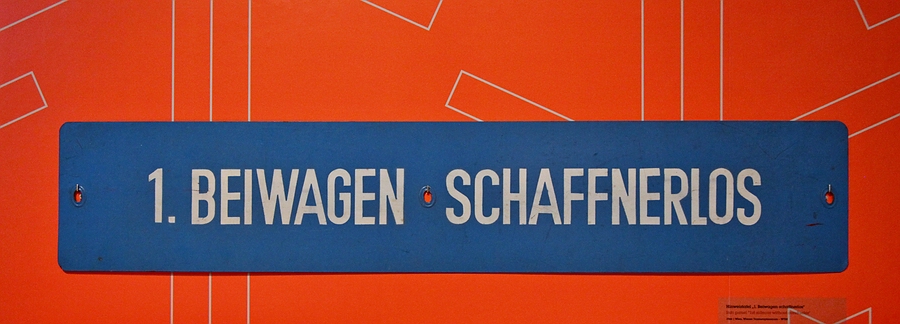 1. BEIWAGEN SCHAFFNERLOS